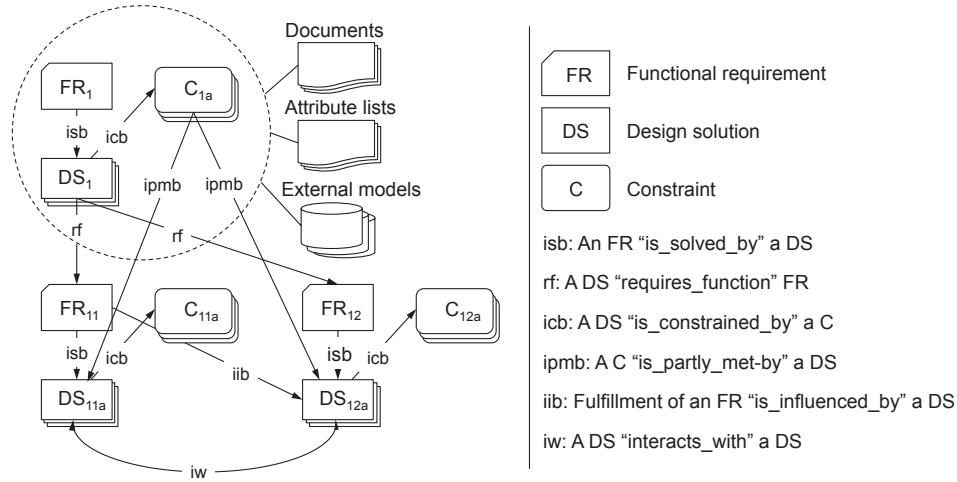 Documents
FR1
C1a
isb
icb
Attribute lists
DS1
ipmb
ipmb
External models
rf
rf
FR11
C11a
FR12
C12a
isb
icb
isb
icb
iib
DS11a
DS12a
iw
FR Functional requirement
DS Design solution
C Constraint
isb: An FR “is_solved_by” a DS
rf: A DS “requires_function” FR
icb: A DS “is_constrained_by” a C
ipmb: A C “is_partly_met-by” a DS
iib: Fulfillment of an FR “is_influenced_by” a DS
iw: A DS “interacts_with” a DS